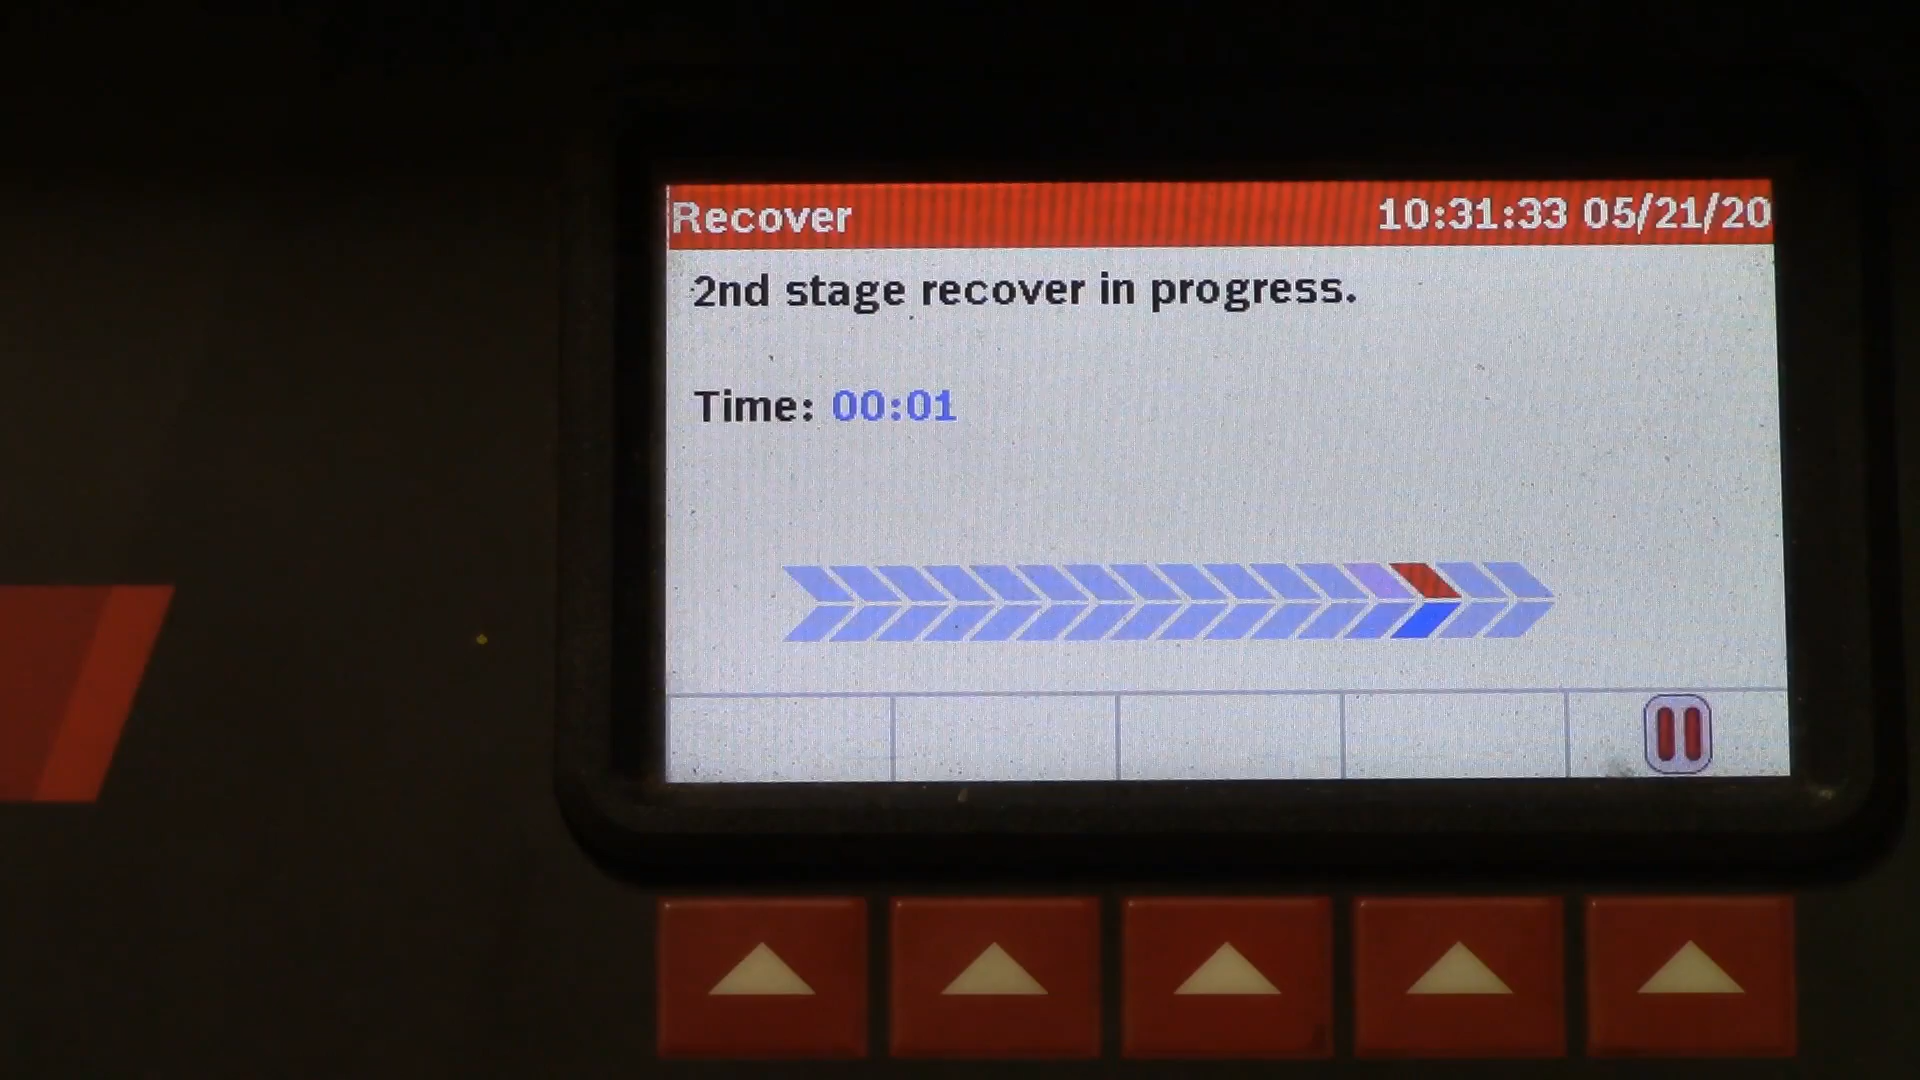 Recover 10:31:33 05/21/20
2nd stage recover in progress.
Time: 00:01